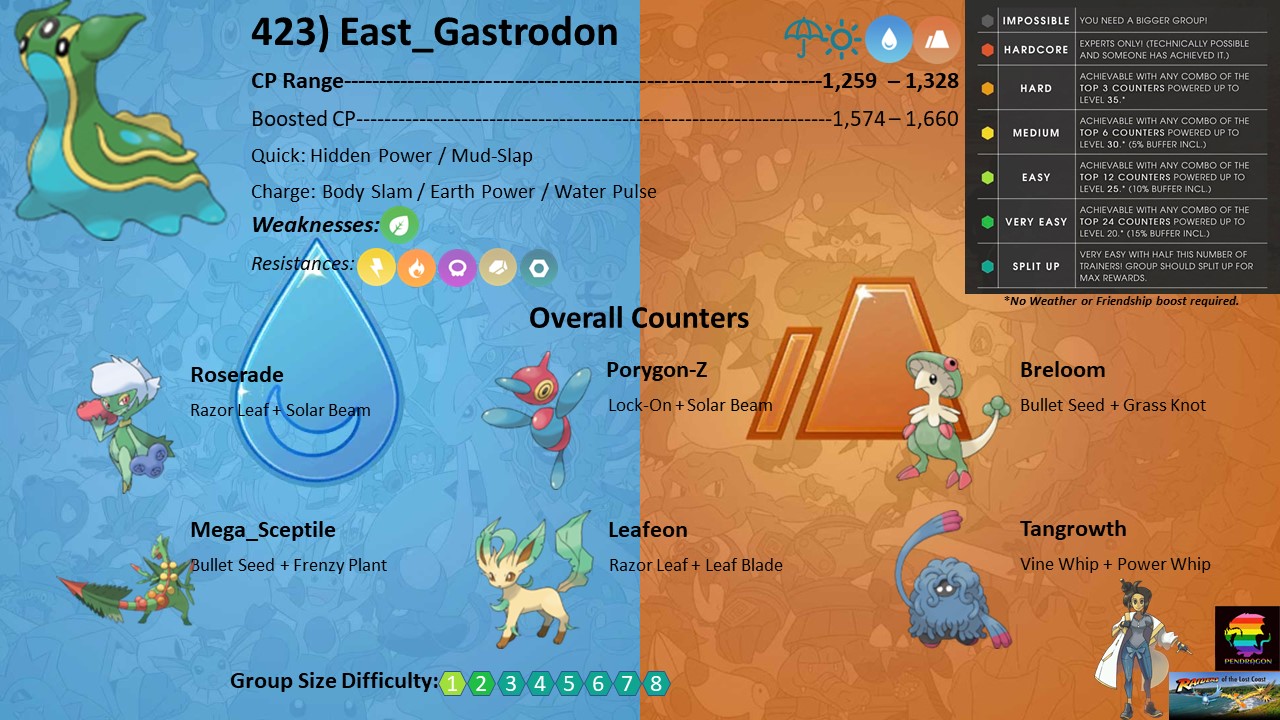 423) East_Gastrodon
CP Range------------------------------------------------------------------1,259 – 1,328
Boosted CP------------------------------------------------------------------1,574 – 1,660
Quick: Hidden Power / Mud-Slap
Charge: Body Slam / Earth Power / Water Pulse
Weaknesses:
Resistances:
IMPOSSIBLE YOU NEED A BIGGER GROUP!
HARDCORE EXPERTS ONLY! (TECHNICALLY POSSIBLE
AND SOMEONE HAS ACHIEVED IT.)
HARD ACHIEVABLE WITH ANY COMBO OF THE
TOP 3 COUNTERS POWERED UP TO
LEVEL 35.*
MEDIUM ACHIEVABLE WITH ANY COMBO OF THE
TOP 6 COUNTERS POWERED UP TO
LEVEL 30.* (5% BUFFER INCL.)
EASY ACHIEVABLE WITH ANY COMBO OF THE
TOP 12 COUNTERS POWERED UP TO
LEVEL 25.* (10% BUFFER INCL.)
VERY EASY ACHIEVABLE WITH ANY COMBO OF THE
TOP 24 COUNTERS POWERED UP TO
LEVEL 20.* (15% BUFFER INCL.)
SPLIT UP VERY EASY WITH HALF THIS NUMBER OF
TRAINERS! GROUP SHOULD SPLIT UP FOR
MAX REWARDS.
*No Weather or Friendship boost required.
Overall Counters
Roserade
Razor Leaf + Solar Beam
Porygon-Z
Lock-On + Solar Beam
Breloom
Bullet Seed + Grass Knot
Mega_Sceptile
Bullet Seed + Frenzy Plant
Leafeon
Razor Leaf + Leaf Blade
Tangrowth
Vine Whip + Power Whip
Group Size Difficulty: 1 2 3 4 5 6 7 8
PENDRAGON
RAIDERS of the Lost Coast